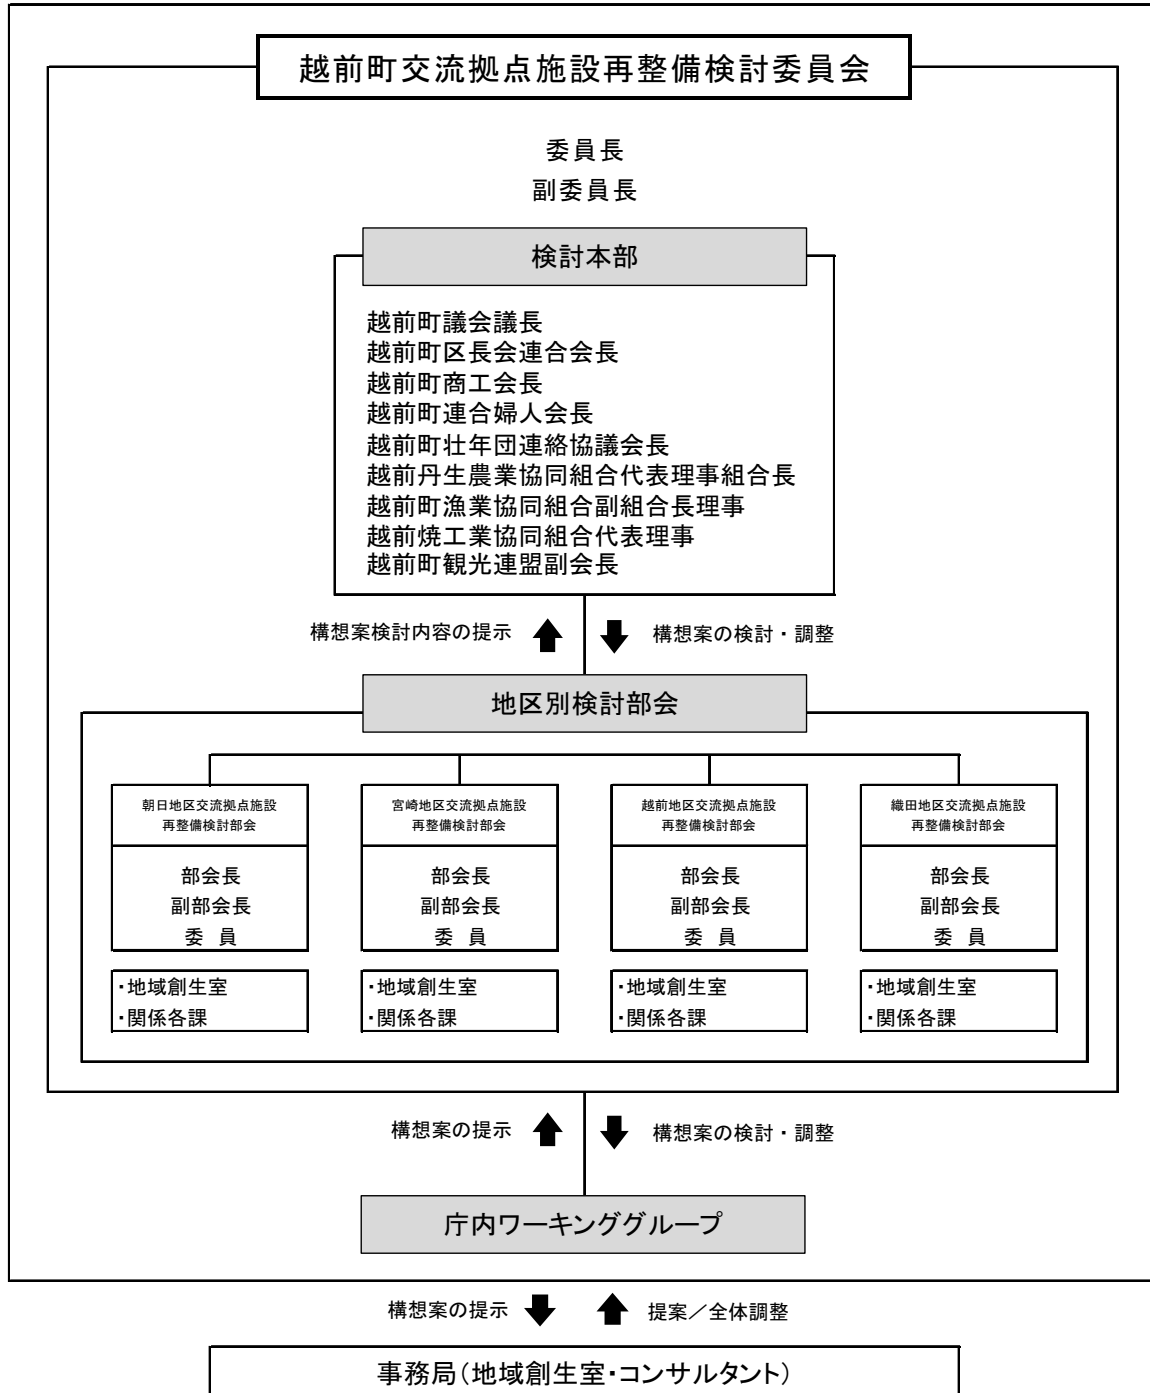 越前町交流拠点施設再整備検討委員会
委員長
副委員長
検討本部
越前町議会議長
越前町区長会連合会長
越前町商工会長
越前町連合婦人会長
越前町壮年団連絡協議会長
越前丹生農業協同組合代表理事組合長
越前町漁業協同組合副組合長理事
越前焼工業協同組合代表理事
越前町観光連盟副会長
構想案検討内容の提示
構想案の検討・調整
地区別検討部会
朝日地区交流拠点施設
再整備検討部会
部会長
副部会長
委 員
・地域創生室
・関係各課
宮崎地区交流拠点施設
再整備検討部会
部会長
副部会長
委 員
・地域創生室
・関係各課
越前地区交流拠点施設
再整備検討部会
部会長
副部会長
委 員
・地域創生室
・関係各課
織田地区交流拠点施設
再整備検討部会
部会長
副部会長
委 員
・地域創生室
・関係各課
構想案の提示
構想案の検討・調整
庁内ワーキンググループ
構想案の提示
提案／全体調整
事務局（地域創生室・コンサルタント）